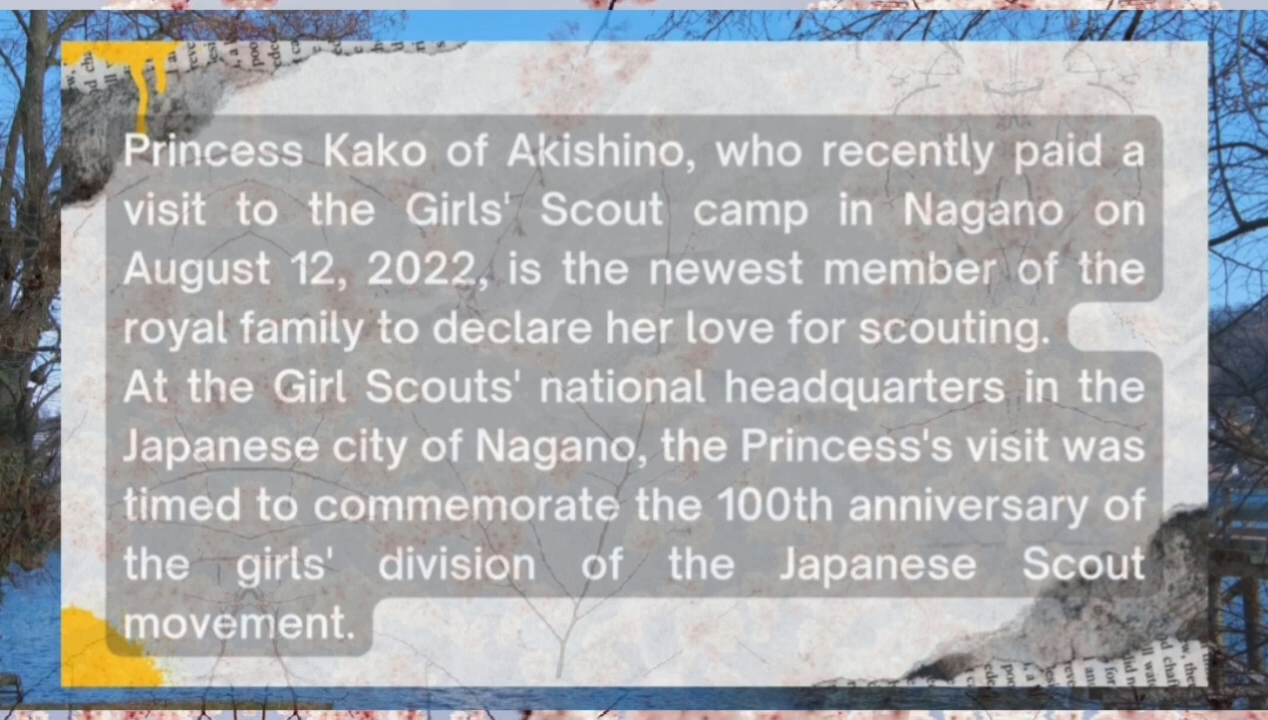 Princess Kako of Akishino, who recently paid a
visit to the Girls' Scout camp in Nagano on
August 12, 2022, is the newest member of the
royal family to declare her love for scouting.
At the Girl Scouts' national headquarters in the
Japanese city of Nagano, the Princess's visit was
timed to commemorate the 100th anniversary of
the girls' division of the Japanese Scout
movement.